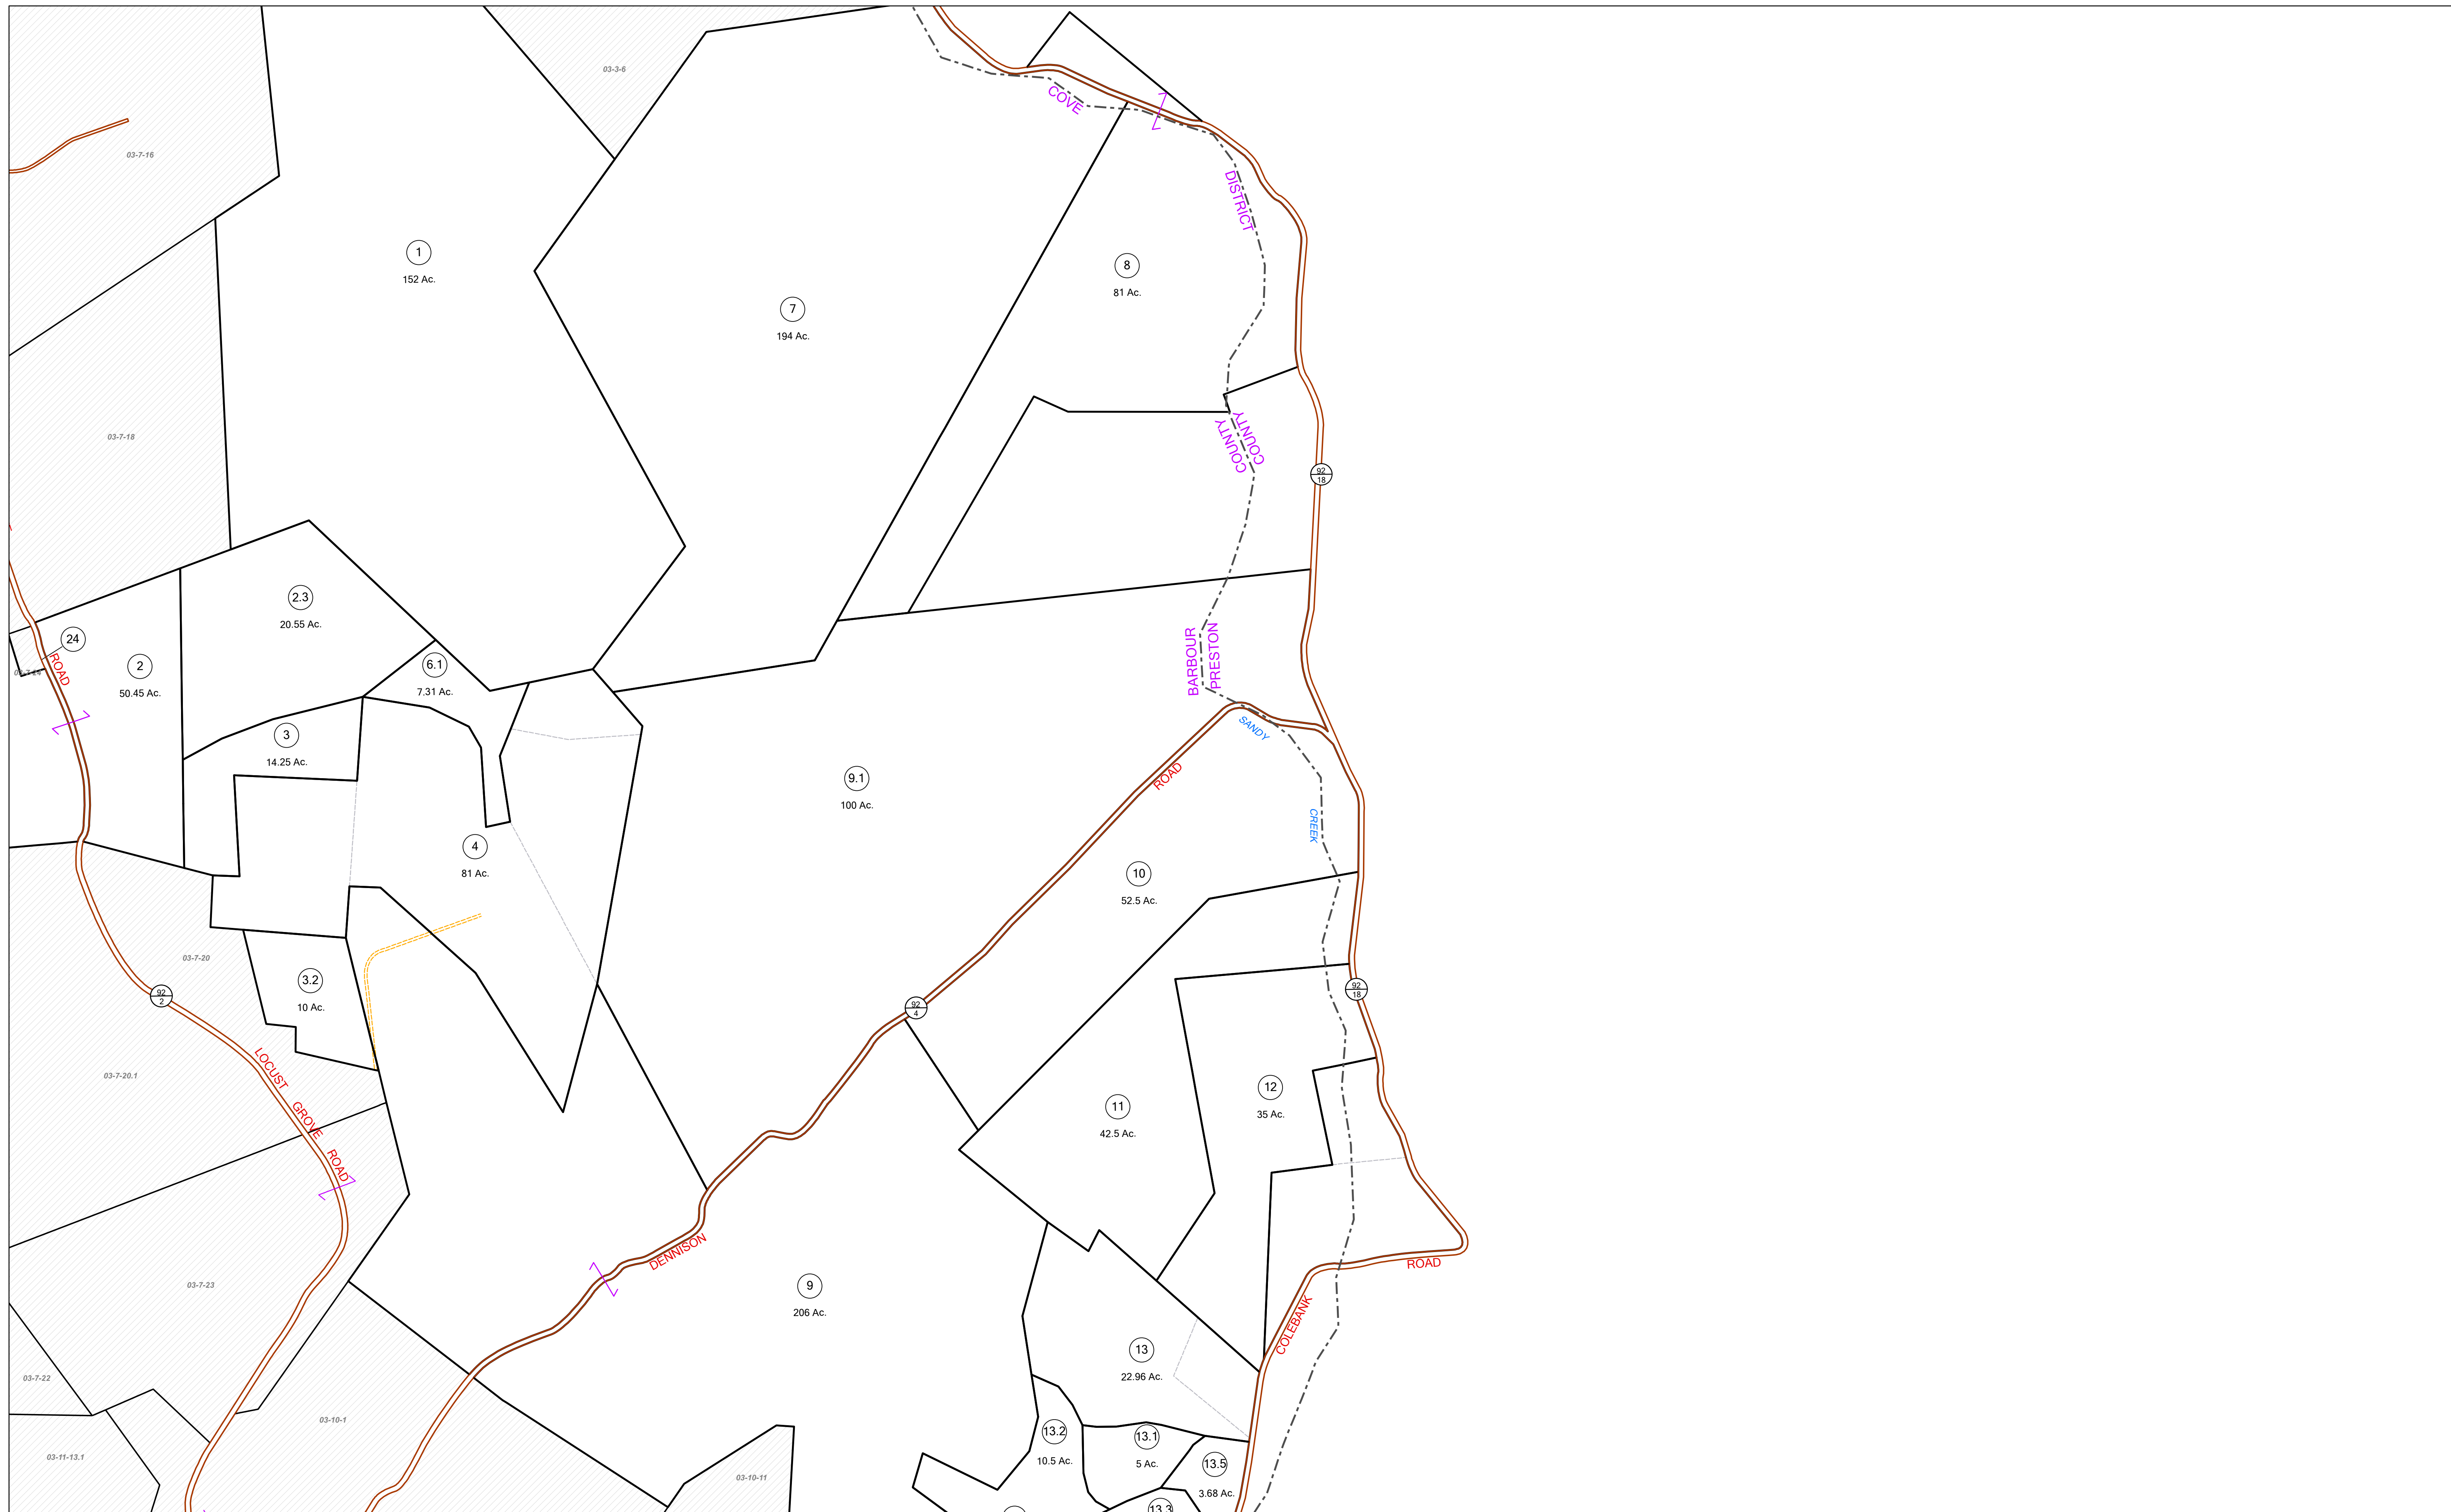 03-3-6
COVE
03-7-16
DISTRICT
1
152 Ac.
8
81 Ac.
7
194 Ac.
COUNTY
COUNTY
03-7-18
92
18
2.3
20.55 Ac.
24
ROAD
2
50.45 Ac.
6.1
7.31 Ac.
BARBOUR
PRESTON
SANDY
3
14.25 Ac.
9.1
100 Ac.
ROAD
CREEK
4
81 Ac.
10
52.5 Ac.
03-7-20
3.2
10 Ac.
92
2
92
4
92
18
LOCUST
GROVE
ROAD
03-7-20.1
11
42.5 Ac.
12
35 Ac.
DENNISON
ROAD
03-7-23
9
206 Ac.
COLEBANK
13
22.96 Ac.
03-7-22
03-10-1
13.2
10.5 Ac.
13.1
5 Ac.
03-11-13.1
03-10-11
13.5
3.68 Ac.
13.3